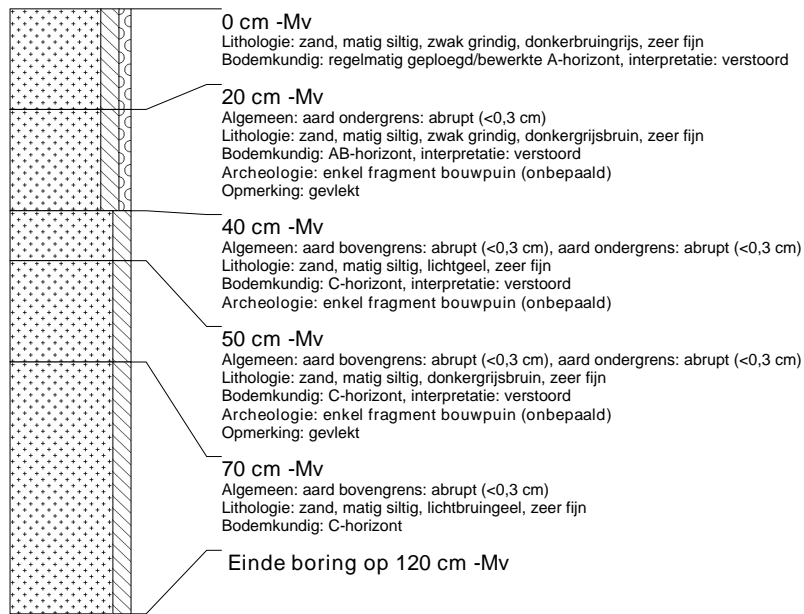 0 cm -Mv
Lithologie: zand, matig siltig, zwak grindig, donkerbruingrijs, zeer fijn
Bodemkundig: regelmatig geploegd/bewerkte A-horizont, interpretatie: verstoord
20 cm -Mv
Algemeen: aard ondergrens: abrupt (<0,3 cm)
Lithologie: zand, matig siltig, zwak grindig, donkergrijsbruin, zeer fijn
Bodemkundig: AB-horizont, interpretatie: verstoord
Archeologie: enkel fragment bouwpuin (onbepaald)
Opmerking: gevlekt
40 cm -Mv
Algemeen: aard bovengrens: abrupt (<0,3 cm), aard ondergrens: abrupt (<0,3 cm)
Lithologie: zand, matig siltig, lichtgeel, zeer fijn
Bodemkundig: C-horizont, interpretatie: verstoord
Archeologie: enkel fragment bouwpuin (onbepaald)
50 cm -Mv
Algemeen: aard bovengrens: abrupt (<0,3 cm), aard ondergrens: abrupt (<0,3 cm)
Lithologie: zand, matig siltig, donkergrijsbruin, zeer fijn
Bodemkundig: C-horizont, interpretatie: verstoord
Archeologie: enkel fragment bouwpuin (onbepaald)
Opmerking: gevlekt
70 cm -Mv
Algemeen: aard bovengrens: abrupt (<0,3 cm)
Lithologie: zand, matig siltig, lichtbruingeel, zeer fijn
Bodemkundig: C-horizont
Einde boring op 120 cm -Mv